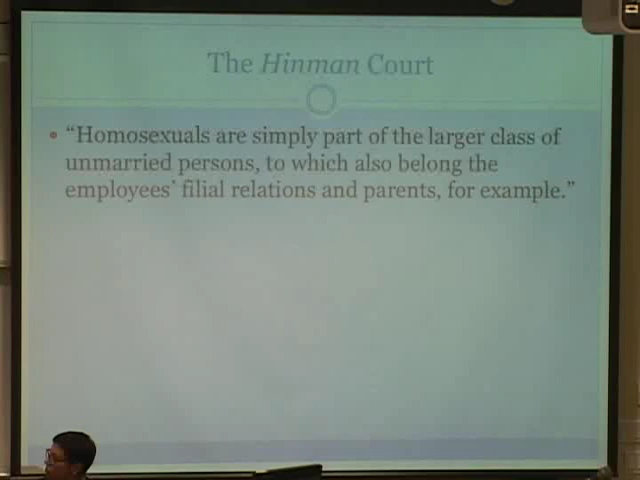 The Hinman Court
• “Homosexuals are simply part of the larger class of
unmarried persons, to which also belong the
employees’ filial relations and parents, for example.”